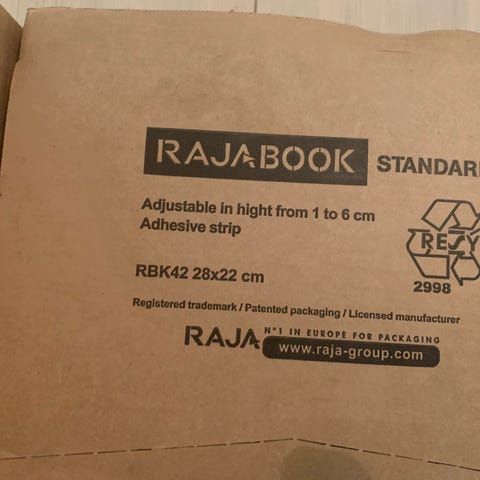 RAJABOOK STANDARD
Adjustable in hight from 1 to 6 cm
Adhesive strip
RESY
2998
RBK42 28x22 cm
Registered trademark / Patented packaging / Licensed manufacturer
RAJA N°1 IN EUROPE FOR PACKAGING
www.raja-group.com